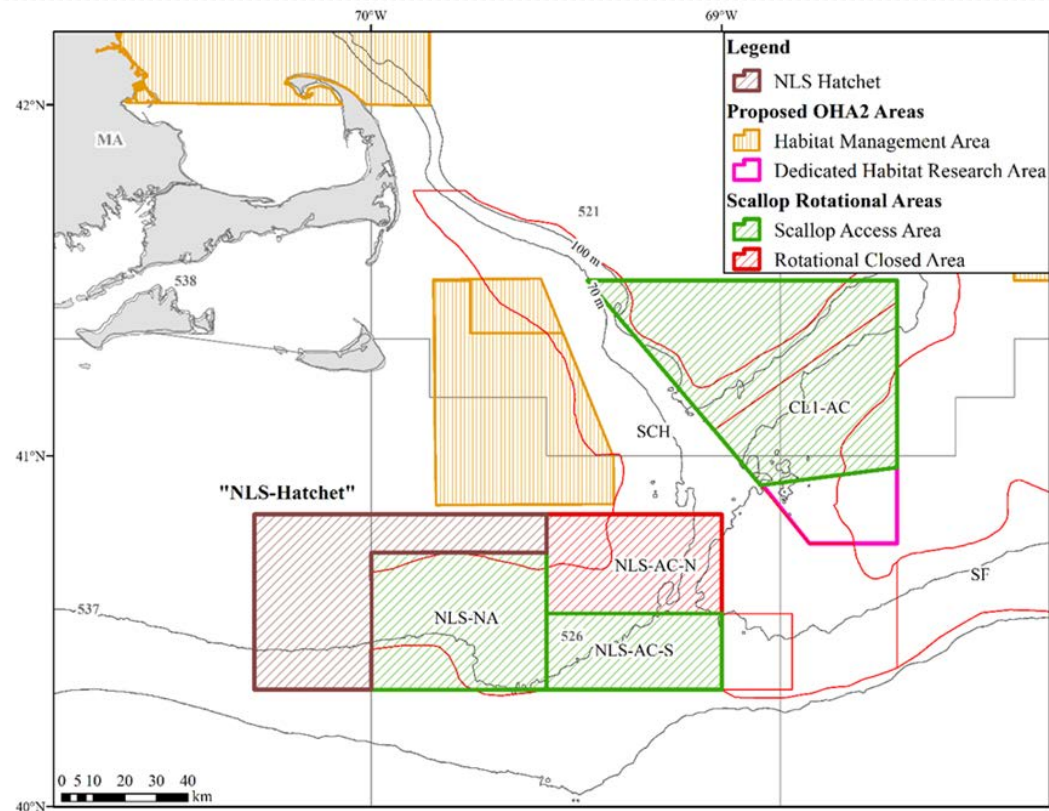 70°W
69°W
Legend
NLS Hatchet
Proposed OHA2 Areas
Habitat Management Area
Dedicated Habitat Research Area
Scallop Rotational Areas
Scallop Access Area
Rotational Closed Area
42°N
MA
521
100 m
70 m
538
CL1-AC
SCH
41°N
"NLS-Hatchet"
NLS-AC-N
SF
537
NLS-NA
526
NLS-AC-S
0 5 10 20 30 40
km
40°N